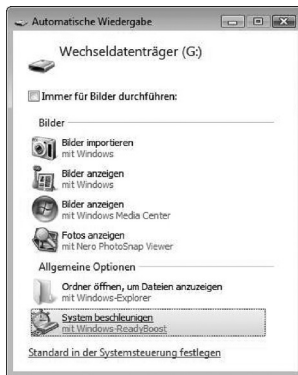 Automatische Wiedergabe
Wechseldatenträger (G:)
Immer für Bilder durchführen:
Bilder
Bilder importieren
mit Windows
Bilder anzeigen
mit Windows
Bilder anzeigen
mit Windows Media Center
Fotos anzeigen
mit Nero PhotoSnap Viewer
Allgemeine Optionen
Ordner öffnen, um Dateien anzuzeigen
mit Windows-Explorer
System beschleunigen
mit Windows-ReadyBoost
Standard in der Systemsteuerung festlegen